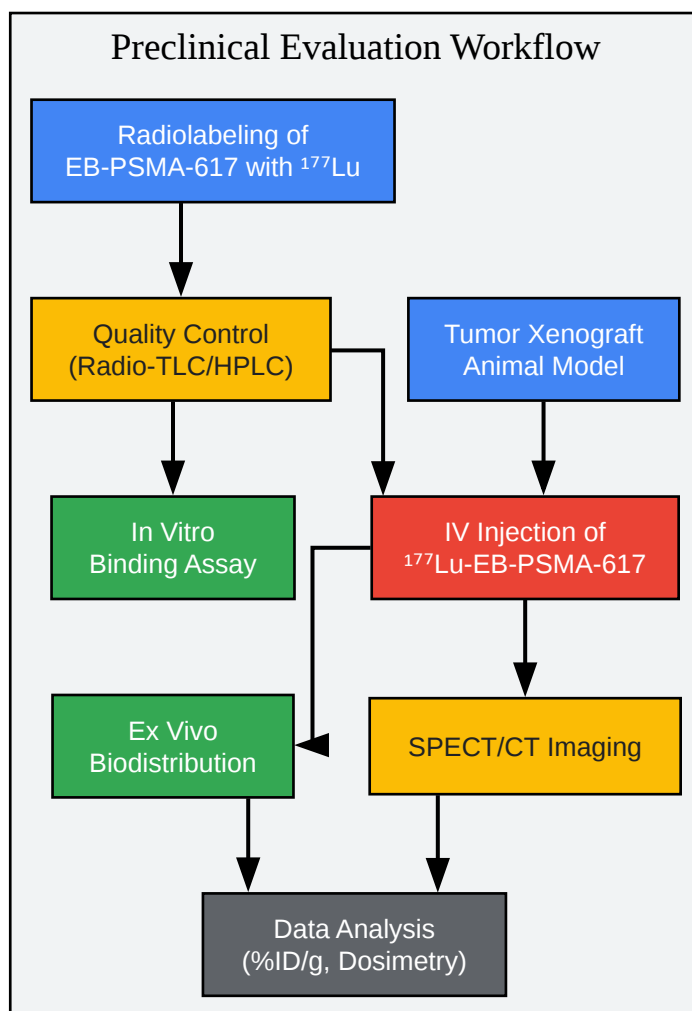 Preclinical Evaluation Workflow
Radiolabeling of
EB-PSMA-617 with ¹⁷⁷Lu
Quality Control
(Radio-TLC/HPLC)
Tumor Xenograft
Animal Model
In Vitro
Binding Assay
IV Injection of
¹⁷⁷Lu-EB-PSMA-617
Ex Vivo
Biodistribution
SPECT/CT Imaging
Data Analysis
(%ID/g, Dosimetry)